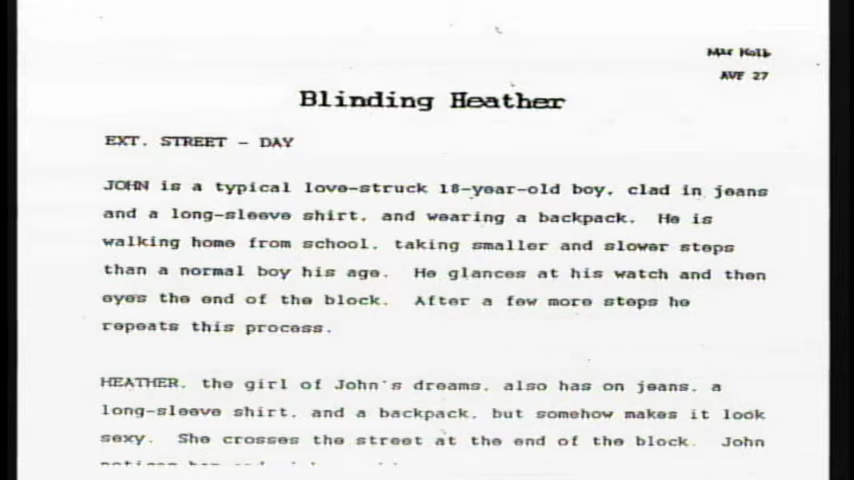 AVF 27
Blinding Heather
EXT. STREET - DAY
JOHN is a typical love-struck 18-year-old boy, clad in jeans
and a long-sleeve shirt, and wearing a backpack. He is
walking home from school, taking smaller and slower steps
than a normal boy his age. He glances at his watch and then
eyes the end of the block. After a few more steps he
repeats this process.
HEATHER, the girl of John's dreams, also has on jeans, a
long-sleeve shirt, and a backpack, but somehow makes it look
sexy. She crosses the street at the end of the block. John